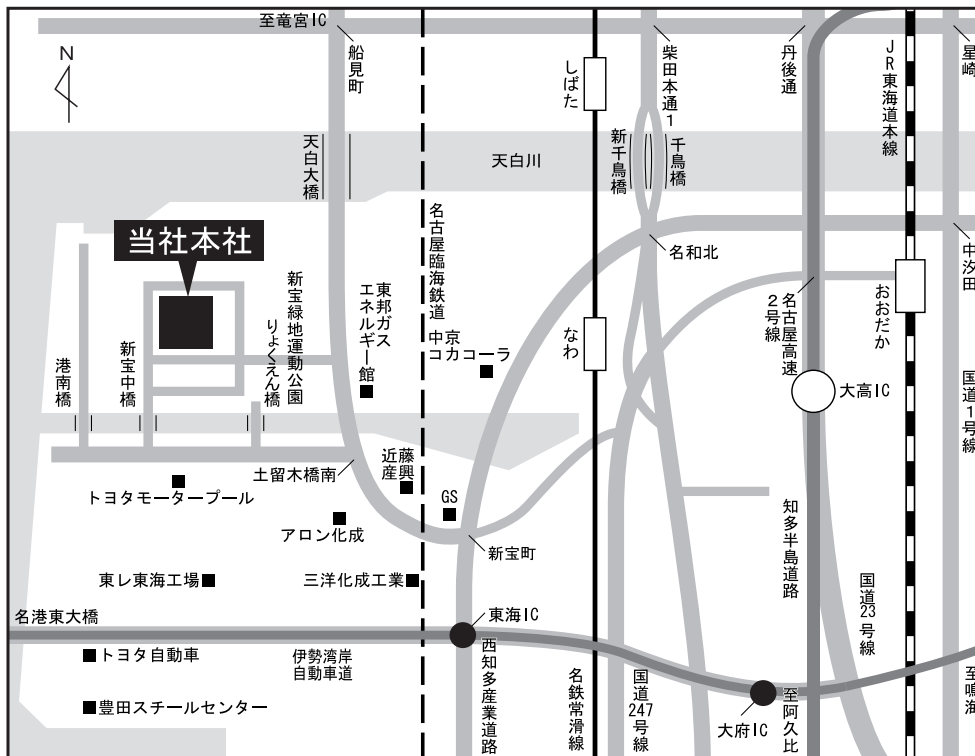 至竜宮IC
N
船見町
しばた
柴田本通1
丹後通
JR東海道本線
星崎
天白大橋
天白川
新千鳥橋
千鳥橋
当社本社
名古屋臨海鉄道
名和北
中汐田
新宝緑地運動公園
りょくえん橋
東邦ガス
エネルギー館
中京
コカコーラ
なわ
名古屋高速
2号線
おおだか
港南橋
新宝中橋
大高IC
国道1号線
土留木橋南
近藤
産興
トヨタモータープール
GS
アロン化成
新宝町
知多半島道路
東レ東海工場
三洋化成工業
国道23号線
名港東大橋
東海IC
トヨタ自動車
伊勢湾岸
自動車道
西知多産業道路
名鉄常滑線
国道247号線
大府IC
至阿久比
至鳴海
豊田スチールセンター